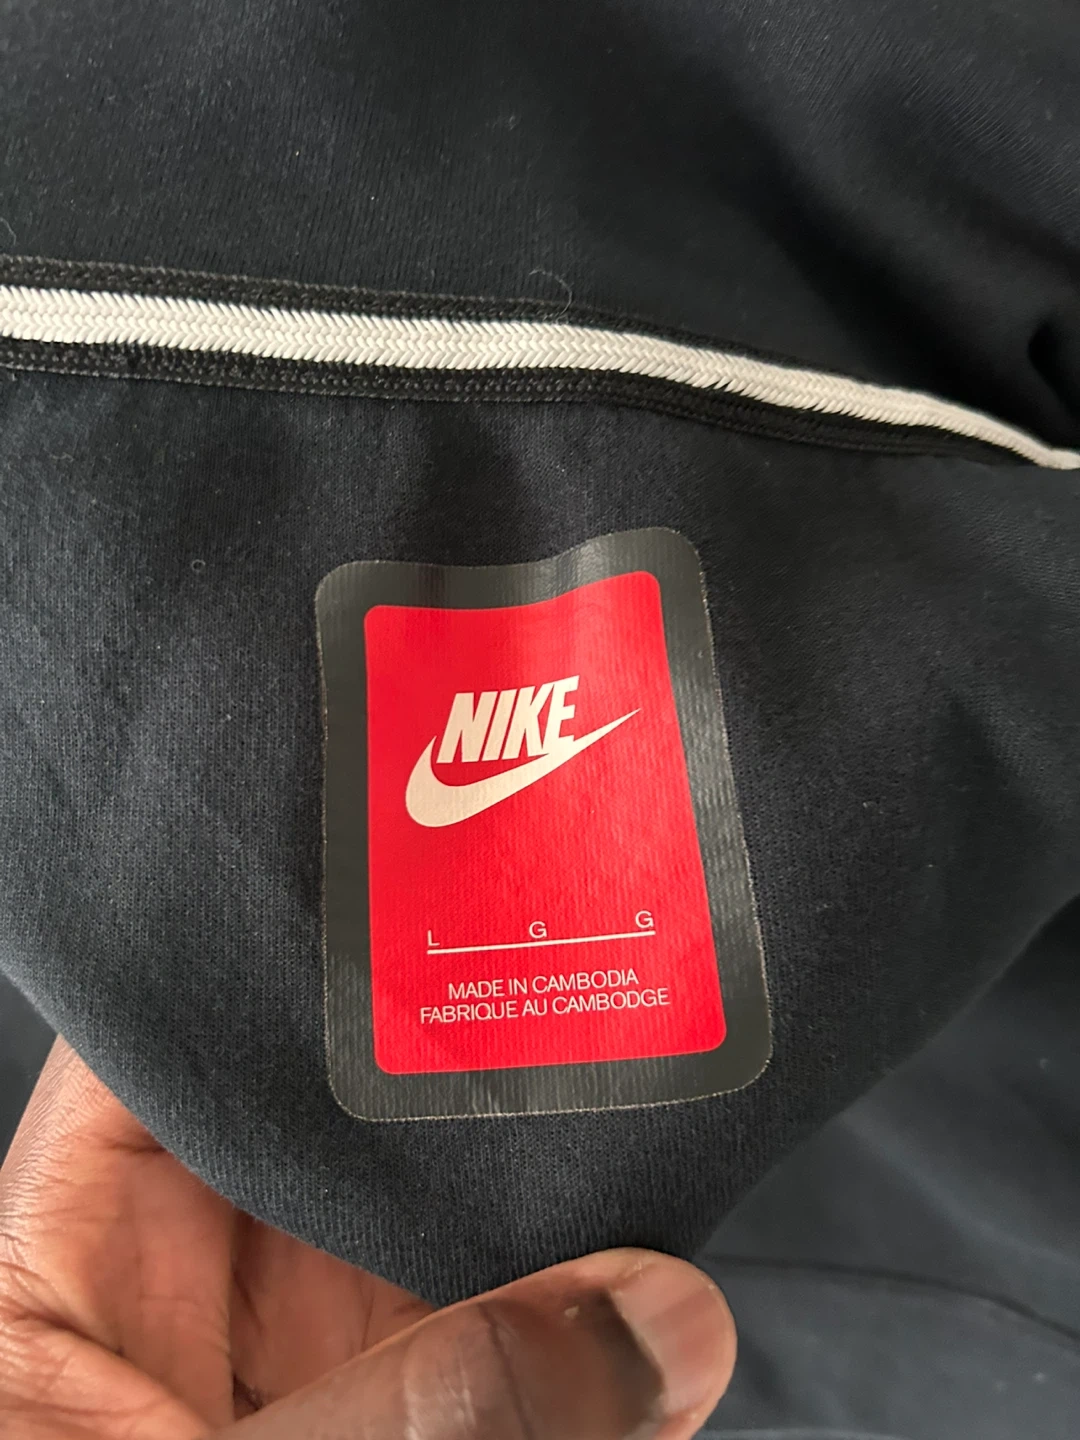 NIKE
L G G
MADE IN CAMBODIA
FABRIQUE AU CAMBODGE